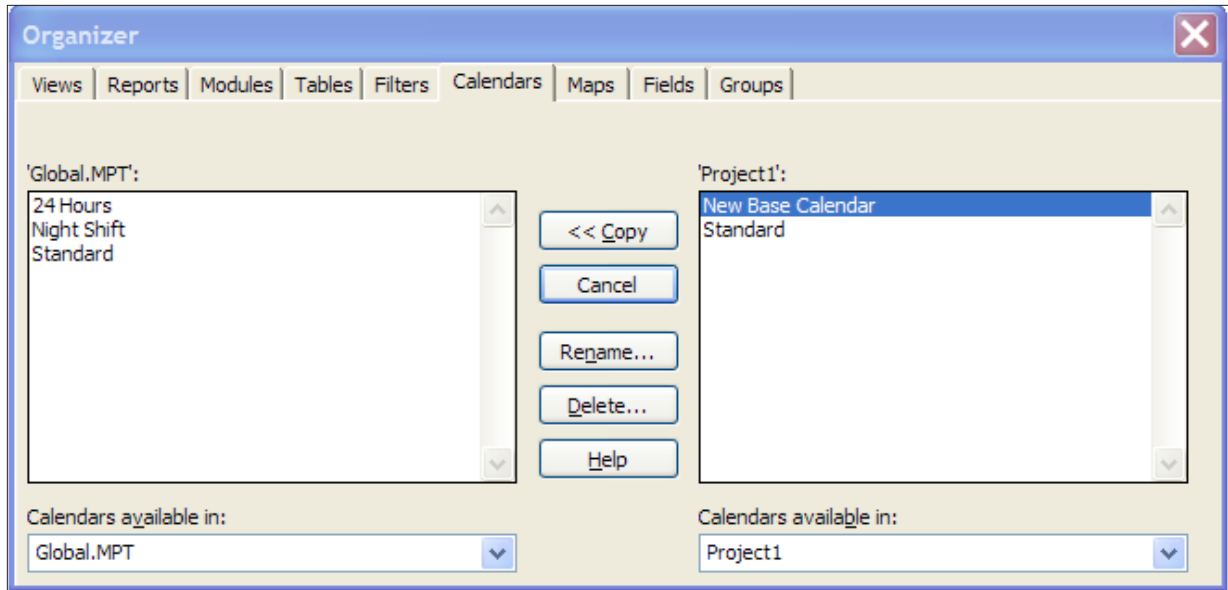 Organizer
Views Reports Modules Tables Filters Calendars Maps Fields Groups
'Global.MPT':
24 Hours
Night Shift
Standard
<< Copy
Cancel
Rename...
Delete...
Help
'Project1':
New Base Calendar
Standard
Calendars available in:
Global.MPT
Calendars available in:
Project1